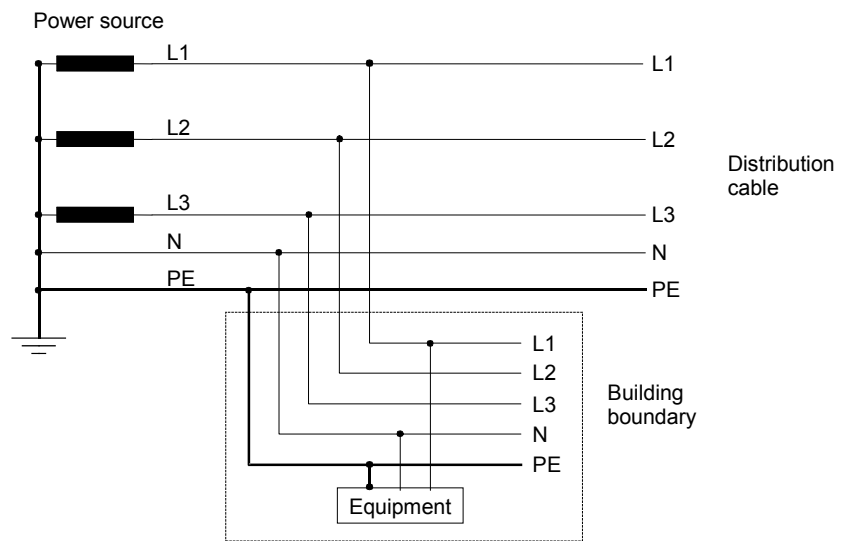 Power source
L1
L1
L2
L2
Distribution
cable
L3
L3
N
N
PE
PE
L1
L2
L3
Building
boundary
N
PE
Equipment